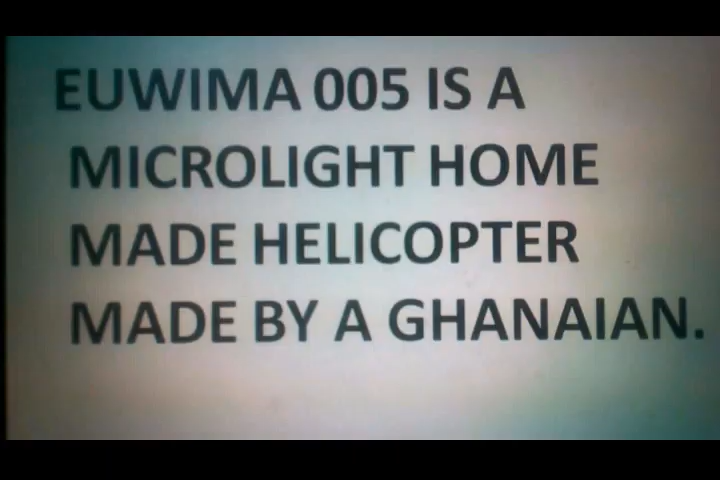 EUWIMA 005 IS A
MICROLIGHT HOME
MADE HELICOPTER
MADE BY A GHANAIAN.